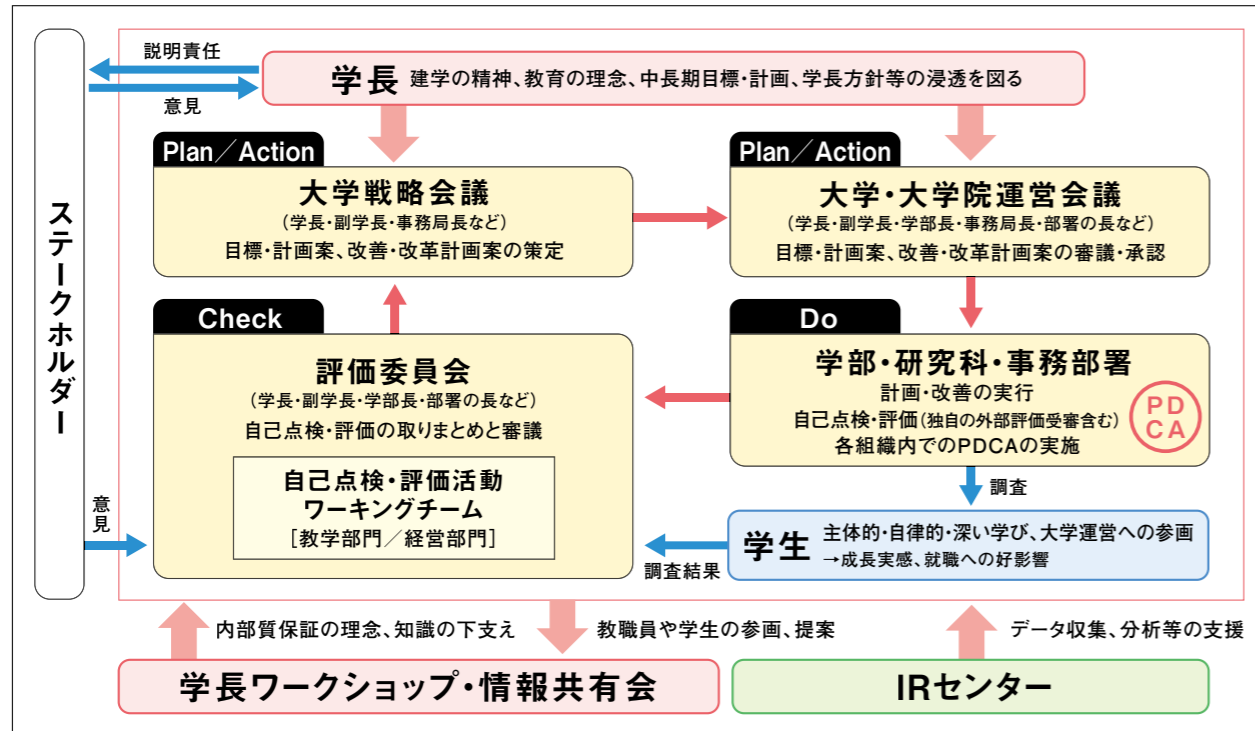 ステークホルダー
説明責任
意見
学長 建学の精神、教育の理念、中長期目標・計画、学長方針等の浸透を図る
Plan／Action
大学戦略会議
（学長・副学長・事務局長など）
目標・計画案、改善・改革計画案の策定
Plan／Action
大学・大学院運営会議
（学長・副学長・学部長・事務局長・部署の長など）
目標・計画案、改善・改革計画案の審議・承認
Check
評価委員会
（学長・副学長・学部長・部署の長など）
自己点検・評価の取りまとめと審議
自己点検・評価活動
ワーキングチーム
［教学部門／経営部門］
Do
学部・研究科・事務部署
計画・改善の実行
自己点検・評価（独自の外部評価受審含む）
各組織内でのPDCAの実施
PD
CA
調査
意見
学生 主体的・自律的・深い学び、大学運営への参画
→成長実感、就職への好影響
調査結果
内部質保証の理念、知識の下支え
教職員や学生の参画、提案
データ収集、分析等の支援
学長ワークショップ・情報共有会
IRセンター